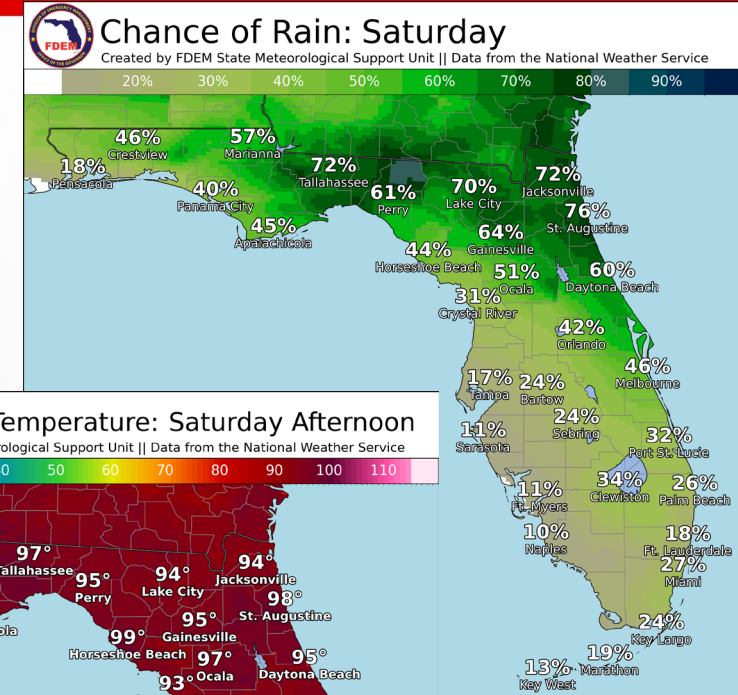 FDEM
Chance of Rain: Saturday
Created by FDEM State Meteorological Support Unit || Data from the National Weather Service
20% 30% 40% 50% 60% 70% 80% 90%
46%
Crestview
57%
Marianna
18%
Pensacola
72%
Tallahassee
40%
Panama City
61%
Perry
70%
Lake City
72%
Jacksonville
76%
St. Augustine
45%
Apalachicola
64%
Gainesville
44%
Horseshoe Beach
51%
Ocala
60%
Daytona Beach
31%
Crystal River
42%
Orlando
46%
Melbourne
17%
Tampa
24%
Bartow
24%
Sebring
11%
Sarasota
32%
Port St. Lucie
34%
Clewiston
26%
Palm Beach
11%
Ft. Myers
10%
Naples
18%
Ft. Lauderdale
27%
Miami
24%
Key Largo
19%
Marathon
13%
Key West
Temperature: Saturday Afternoon
rological Support Unit || Data from the National Weather Service
0 50 60 70 80 90 100 110
97°
allahassee
95°
Perry
94°
Lake City
94°
Jacksonville
98°
St. Augustine
95°
Gainesville
ola
99°
Horseshoe Beach
97°
Ocala
95°
Daytona Beach
93°